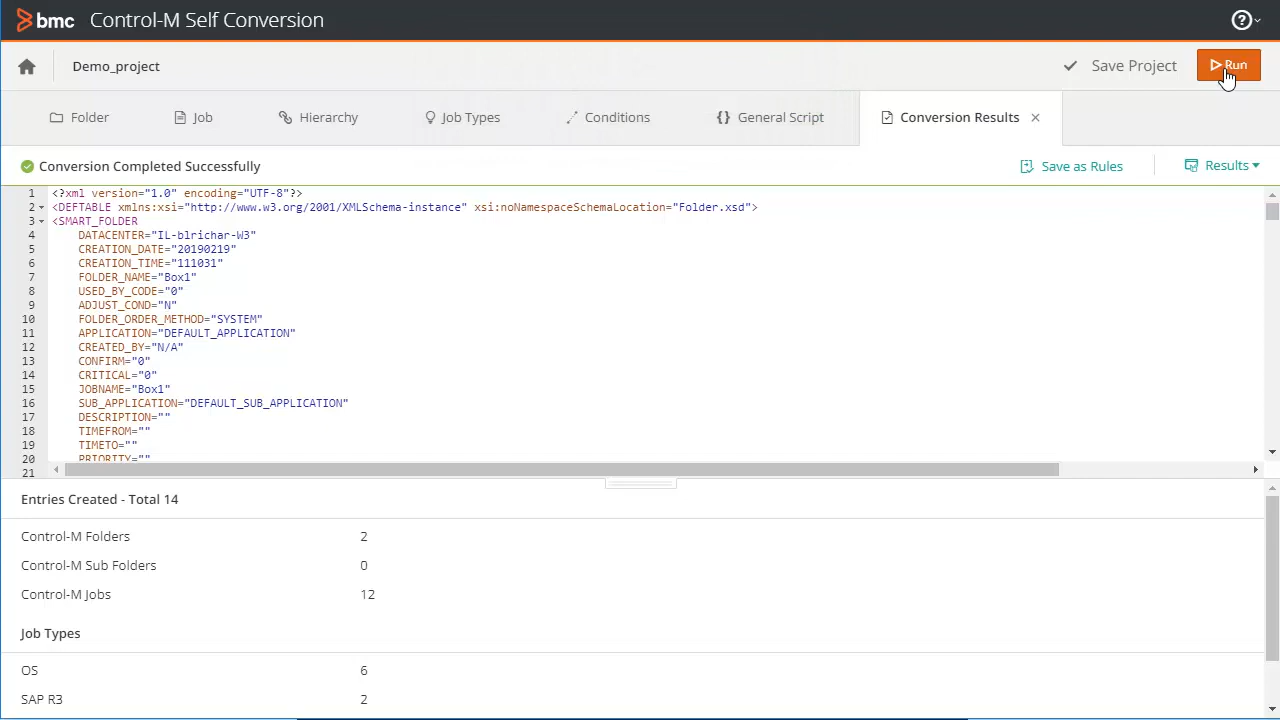 bmc Control-M Self Conversion
Demo_project
Save Project
Run
Folder
Job
Hierarchy
Job Types
Conditions
General Script
Conversion Results
Conversion Completed Successfully
Save as Rules
Results
1 <?xml version="1.0" encoding="UTF-8"?>
2 <DEFTABLE xmlns:xsi="http://www.w3.org/2001/XMLSchema-instance" xsi:noNamespaceSchemaLocation="Folder.xsd">
3 <SMART_FOLDER
4 DATACENTER="IL-blrichar-W3"
5 CREATION_DATE="20190219"
6 CREATION_TIME="111031"
7 FOLDER_NAME="Box1"
8 USED_BY_CODE="0"
9 ADJUST_COND="N"
10 FOLDER_ORDER_METHOD="SYSTEM"
11 APPLICATION="DEFAULT_APPLICATION"
12 CREATED_BY="N/A"
13 CONFIRM="0"
14 CRITICAL="0"
15 JOBNAME="Box1"
16 SUB_APPLICATION="DEFAULT_SUB_APPLICATION"
17 DESCRIPTION=""
18 TIMEFROM=""
19 TIMETO=""
20 PRIORITY=""
21
Entries Created - Total 14
Control-M Folders 2
Control-M Sub Folders 0
Control-M Jobs 12
Job Types
OS 6
SAP R3 2